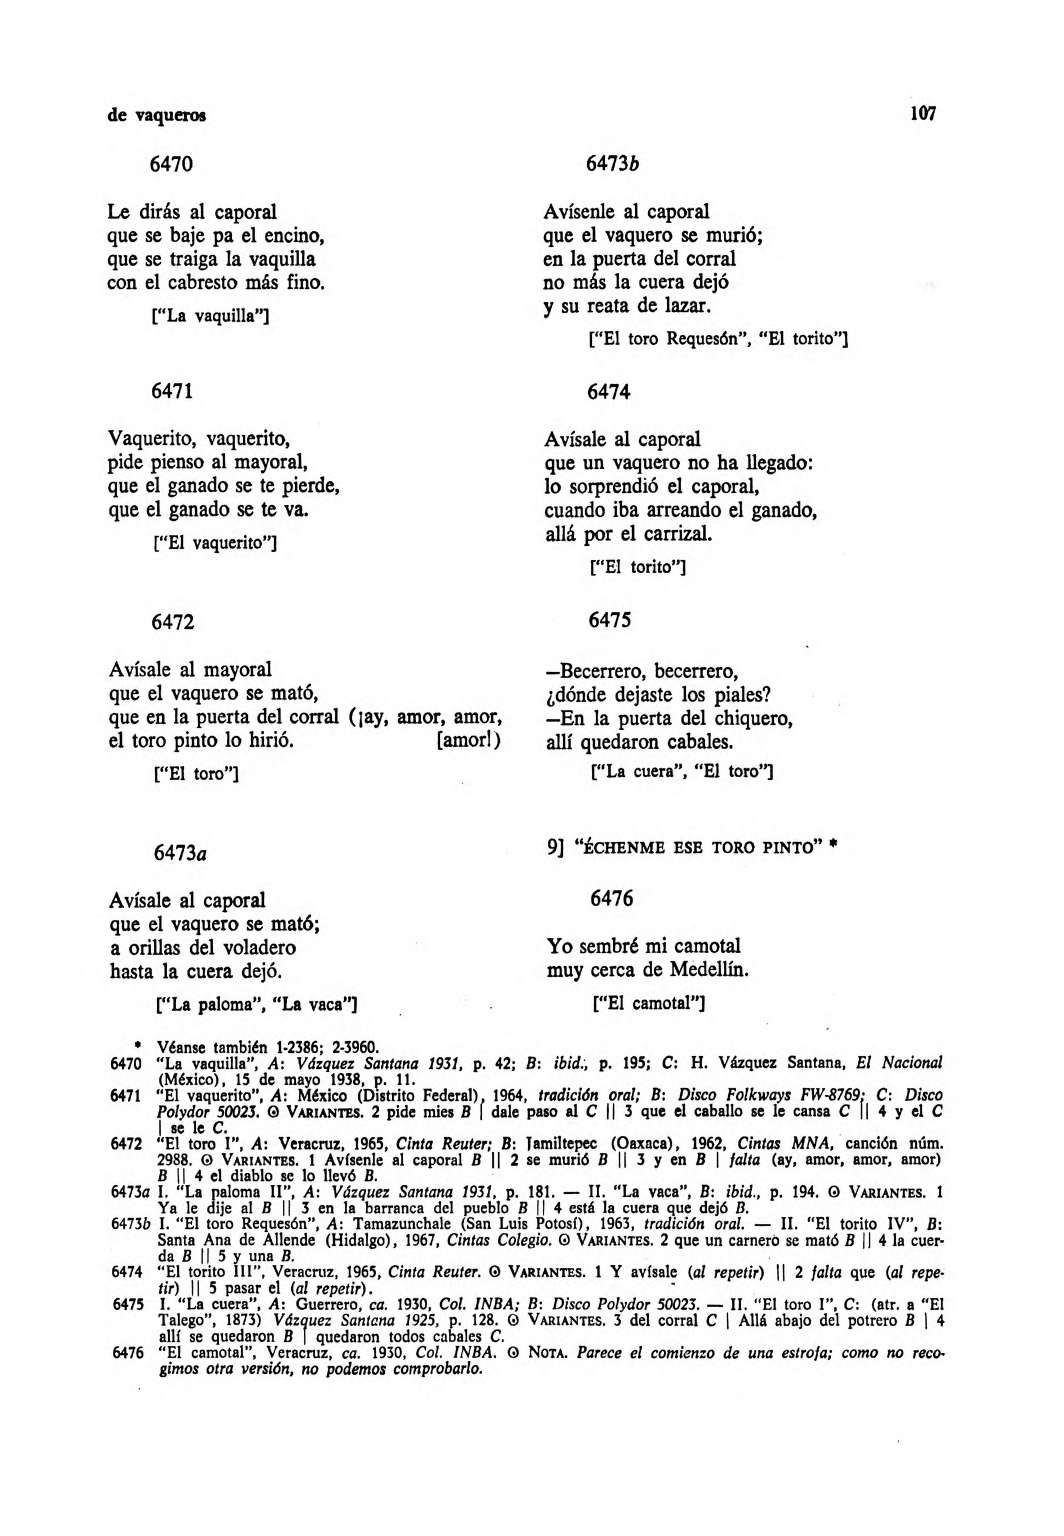 de vaqueros 107
6470
Le dirás al caporal
que se baje pa el encino,
que se traiga la vaquilla
con el cabresto más fino.
["La vaquilla"]
6471
Vaquerito, vaquerito,
pide pienso al mayoral,
que el ganado se te pierde,
que el ganado se te va.
["El vaquerito"]
6472
Avísale al mayoral
que el vaquero se mató,
que en la puerta del corral (¡ay, amor, amor,
el toro pinto lo hirió. [amor!)
["El toro"]
6473a
Avísale al caporal
que el vaquero se mató;
a orillas del voladero
hasta la cuera dejó.
["La paloma", "La vaca"]
6473b
Avísenle al caporal
que el vaquero se murió;
en la puerta del corral
no más la cuera dejó
y su reata de lazar.
["El toro Requesón", "El torito"]
6474
Avísale al caporal
que un vaquero no ha llegado:
lo sorprendió el caporal,
cuando iba arreando el ganado,
allá por el carrizal.
["El torito"]
6475
—Becerrero, becerrero,
¿dónde dejaste los piales?
—En la puerta del chiquero,
allí quedaron cabales.
["La cuera", "El toro"]
9] "ÉCHENME ESE TORO PINTO" *
6476
Yo sembré mi camotal
muy cerca de Medellín.
["El camotal"]
* Véanse también 1-2386; 2-3960.
6470 "La vaquilla", A: Vázquez Santana 1931, p. 42; B: ibid., p. 195; C: H. Vázquez Santana, El Nacional
(México), 15 de mayo 1938, p. 11.
6471 "El vaquerito", A: México (Distrito Federal), 1964, tradición oral; B: Disco Folkways FW-8769; C: Disco
Polydor 50023. ⊙ VARIANTES. 2 pide mies B | dale paso al C || 3 que el caballo se le cansa C || 4 y el C
| se le C.
6472 "El toro I", A: Veracruz, 1965, Cinta Reuter; B: Jamiltepec (Oaxaca), 1962, Cintas MNA, canción núm.
2988. ⊙ VARIANTES. 1 Avísenle al caporal B || 2 se murió B || 3 y en B | falta (ay, amor, amor, amor)
B || 4 el diablo se lo llevó B.
6473a I. "La paloma II", A: Vázquez Santana 1931, p. 181. — II. "La vaca", B: ibid., p. 194. ⊙ VARIANTES. 1
Ya le dije al B || 3 en la barranca del pueblo B || 4 está la cuera que dejó B.
6473b I. "El toro Requesón", A: Tamazunchale (San Luis Potosí), 1963, tradición oral. — II. "El torito IV", B:
Santa Ana de Allende (Hidalgo), 1967, Cintas Colegio. ⊙ VARIANTES. 2 que un carnero se mató B || 4 la cuer-
da B || 5 y una B.
6474 "El torito III", Veracruz, 1965, Cinta Reuter. ⊙ VARIANTES. 1 Y avísale (al repetir) || 2 falta que (al repe-
tir) || 5 pasar el (al repetir).
6475 I. "La cuera", A: Guerrero, ca. 1930, Col. INBA; B: Disco Polydor 50023. — II. "El toro I", C: (atr. a "El
Talego", 1873) Vázquez Santana 1925, p. 128. ⊙ VARIANTES. 3 del corral C | Allá abajo del potrero B | 4
allí se quedaron B | quedaron todos cabales C.
6476 "El camotal", Veracruz, ca. 1930, Col. INBA. ⊙ NOTA. Parece el comienzo de una estrofa; como no reco-
gimos otra versión, no podemos comprobarlo.